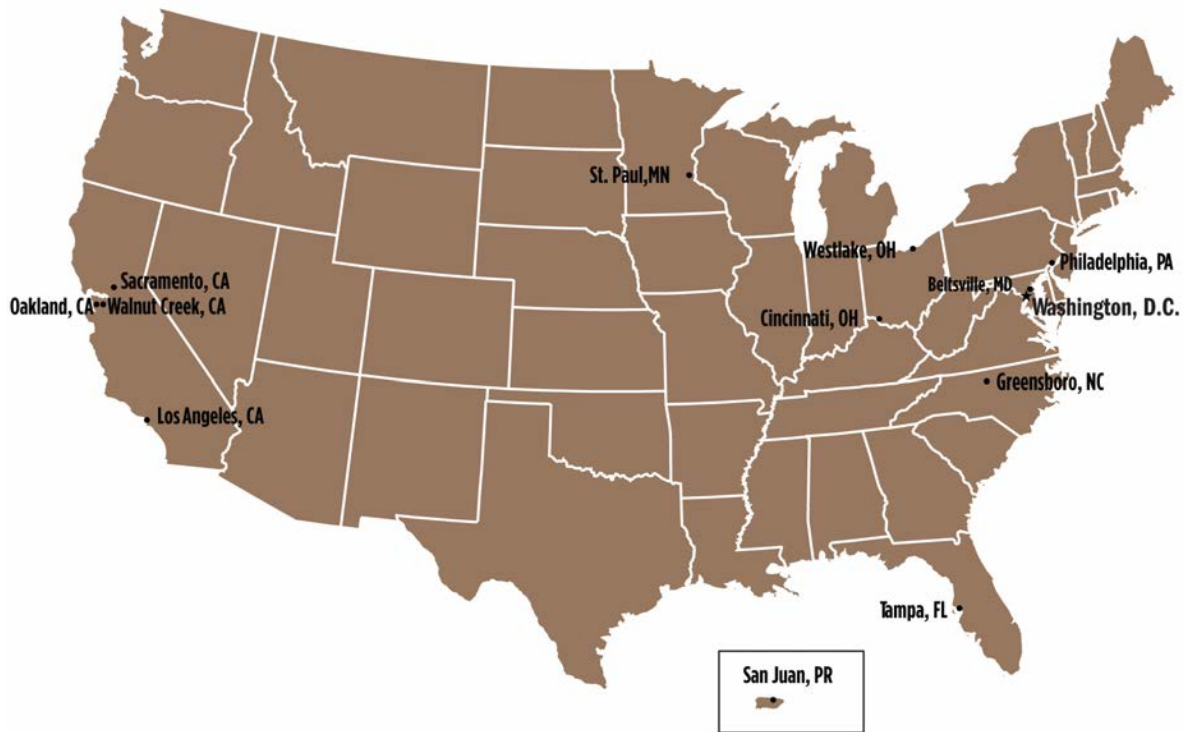 St. Paul,MN
Westlake, OH
Philadelphia, PA
Sacramento, CA
Beltsville, MD
Oakland, CA
Walnut Creek, CA
Washington, D.C.
Cincinnati, OH
Greensboro, NC
Los Angeles, CA
Tampa, FL
San Juan, PR